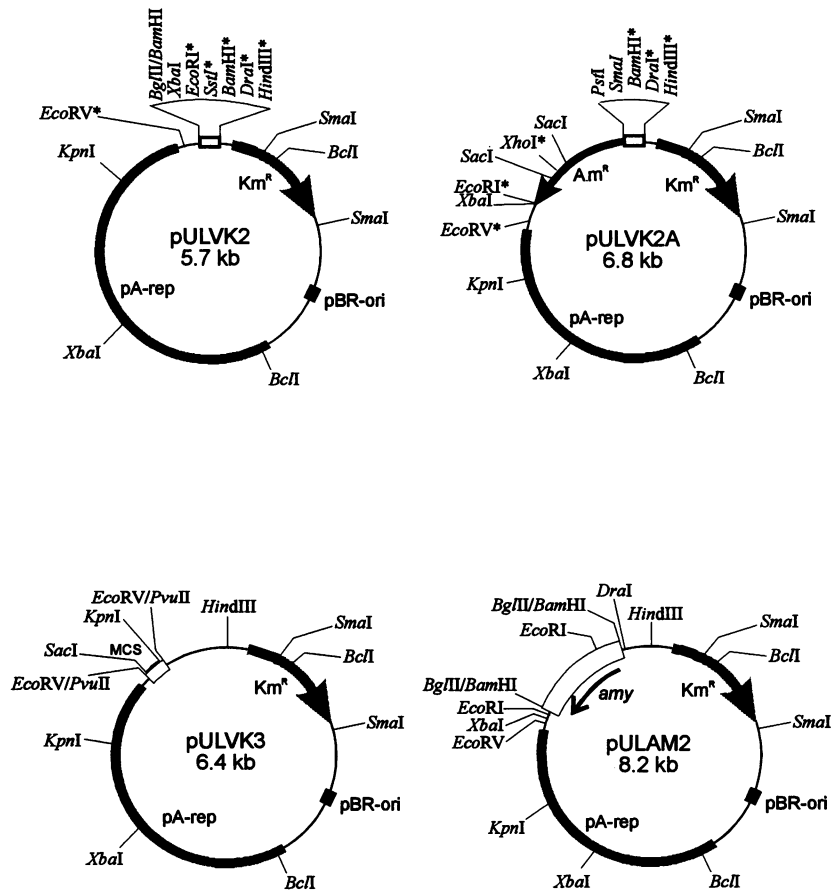 BglII/BamHI
XbaI
EcoRI*
SstI*
BamHI*
DraI*
HindIII*
EcoRV*
KpnI
SmaI
BclI
KmR
SmaI
pULVK2
5.7 kb
pA-rep
pBR-ori
XbaI
BclI
PstI
SmaI
BamHI*
DraI*
HindIII*
SacI
XhoI*
SacI
EcoRI*
XbaI
EcoRV*
AmR
SmaI
BclI
KmR
SmaI
pULVK2A
6.8 kb
KpnI
pA-rep
pBR-ori
XbaI
BclI
EcoRV/PvuII
KpnI
HindIII
SacI
MCS
EcoRV/PvuII
SmaI
BclI
KmR
SmaI
KpnI
pULVK3
6.4 kb
pA-rep
pBR-ori
XbaI
BclI
DraI
BglII/BamHI
HindIII
EcoRI
SmaI
BclI
BglII/BamHI
EcoRI
XbaI
EcoRV
amy
KmR
SmaI
pULAM2
8.2 kb
KpnI
pA-rep
pBR-ori
XbaI
BclI